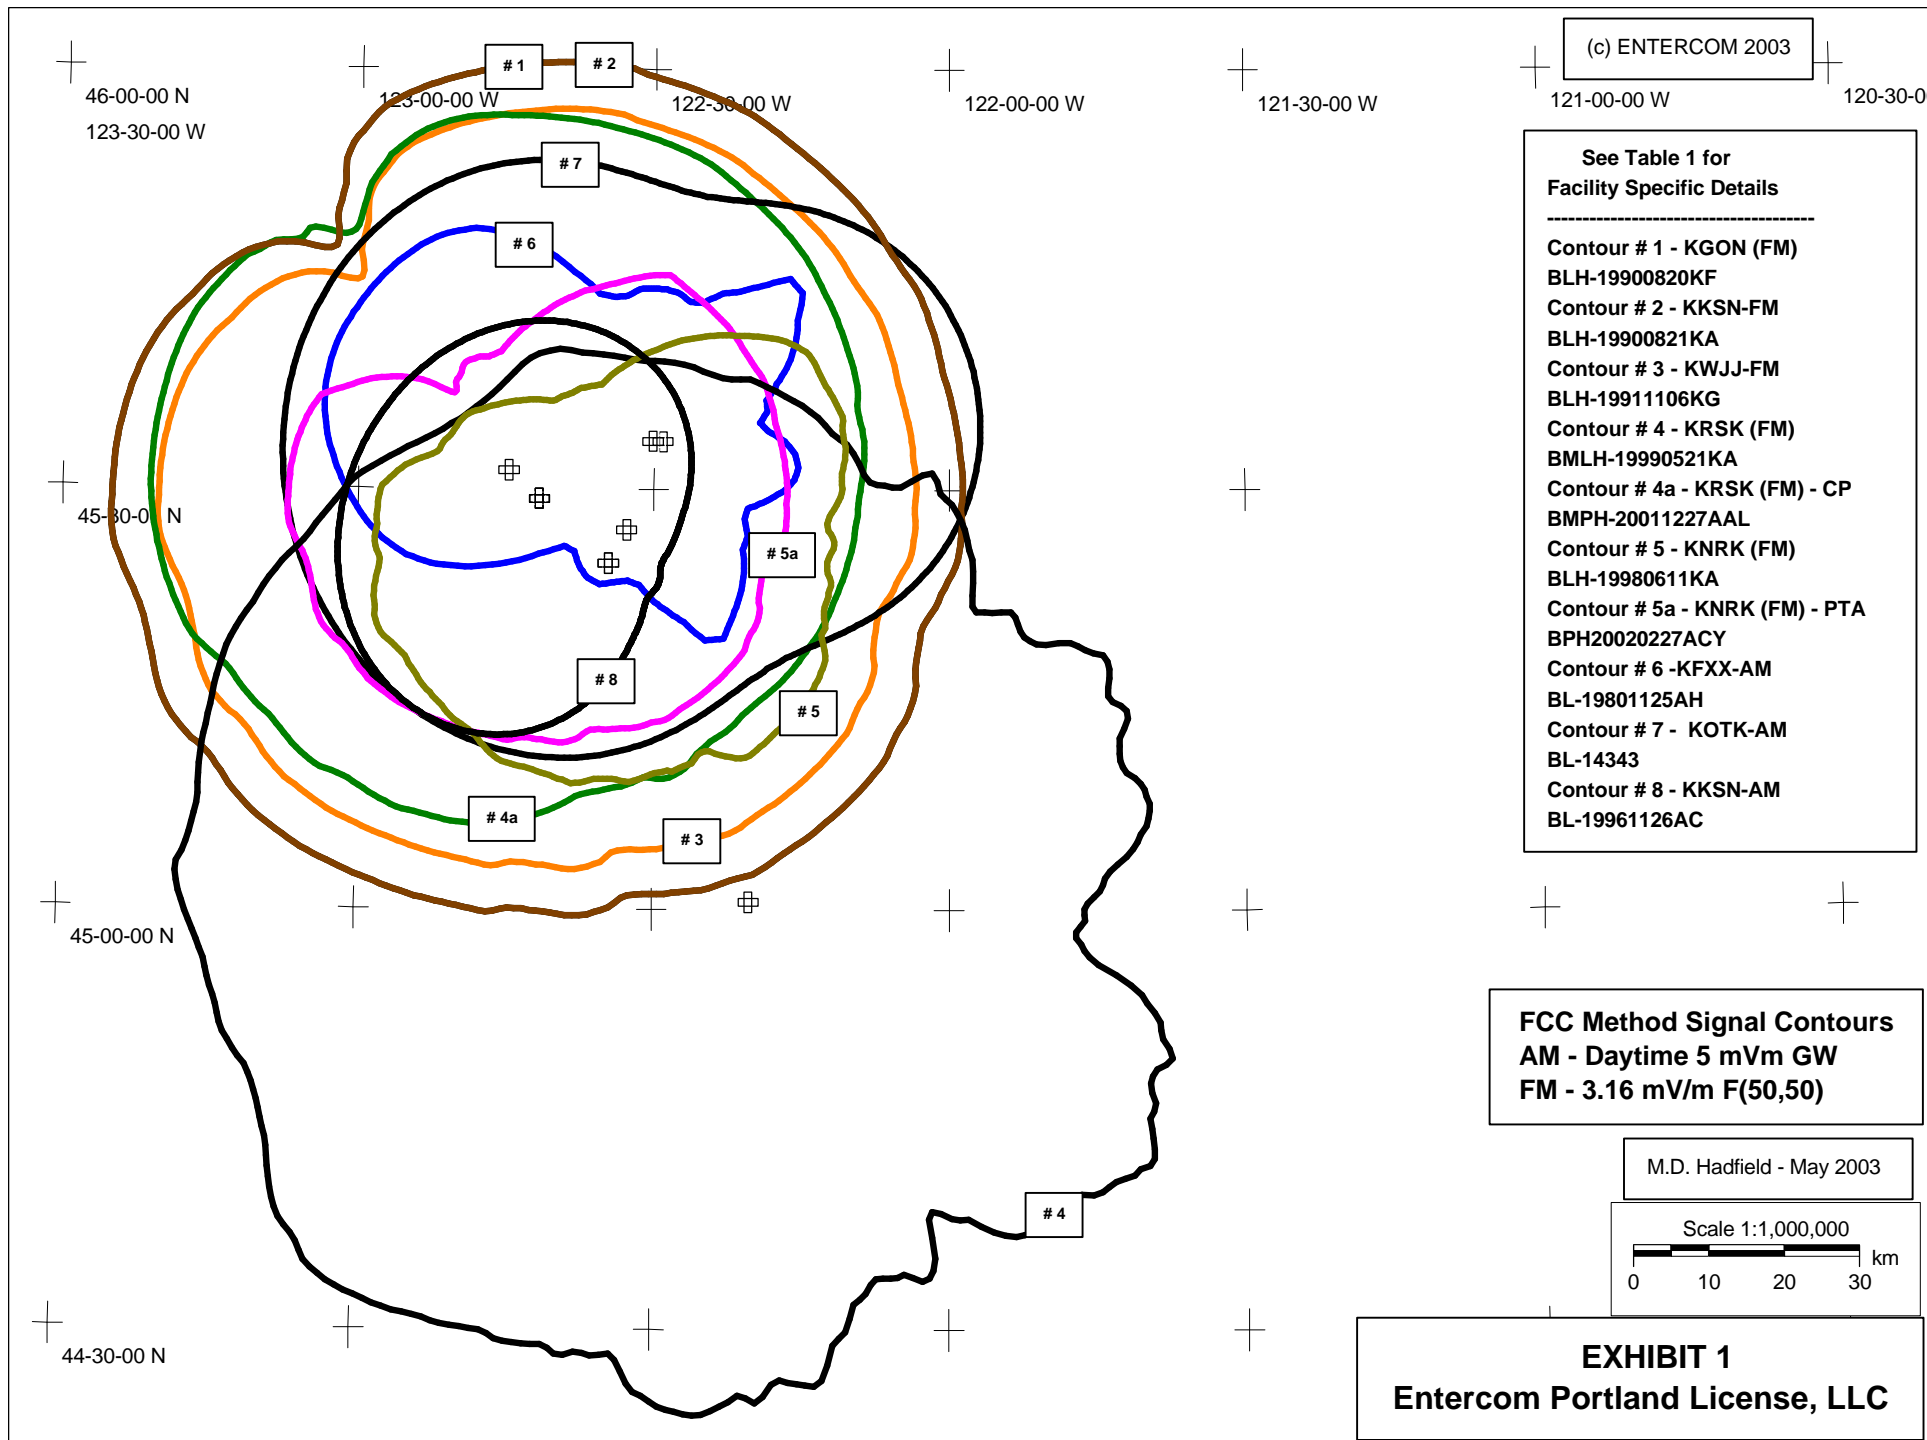 (c) ENTERCOM 2003
# 1
# 2
46-00-00 N
123-30-00 W
123-00-00 W
122-30-00 W
122-00-00 W
121-30-00 W
121-00-00 W
120-30-0
# 7
# 6
See Table 1 for
Facility Specific Details
--------------------------------------
Contour # 1 - KGON (FM)
BLH-19900820KF
Contour # 2 - KKSN-FM
BLH-19900821KA
Contour # 3 - KWJJ-FM
BLH-19911106KG
Contour # 4 - KRSK (FM)
BMLH-19990521KA
Contour # 4a - KRSK (FM) - CP
BMPH-20011227AAL
Contour # 5 - KNRK (FM)
BLH-19980611KA
Contour # 5a - KNRK (FM) - PTA
BPH20020227ACY
Contour # 6 -KFXX-AM
BL-19801125AH
Contour # 7 - KOTK-AM
BL-14343
Contour # 8 - KKSN-AM
BL-19961126AC
45-30-00 N
# 5a
# 8
# 5
# 4a
# 3
45-00-00 N
FCC Method Signal Contours
AM - Daytime 5 mVm GW
FM - 3.16 mV/m F(50,50)
M.D. Hadfield - May 2003
# 4
Scale 1:1,000,000
km
0 10 20 30
44-30-00 N
EXHIBIT 1
Entercom Portland License, LLC